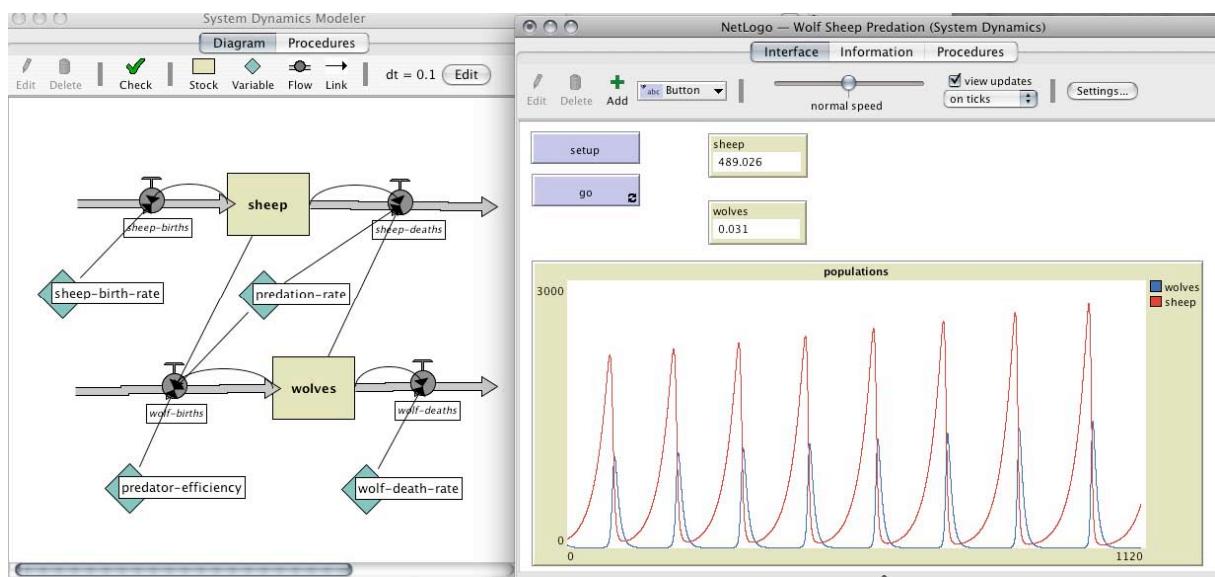 System Dynamics Modeler
Diagram Procedures
Edit Delete Check Stock Variable Flow Link dt = 0.1 Edit
sheep
sheep-births
sheep-deaths
sheep-birth-rate
predation-rate
wolves
wolf-births
wolf-deaths
predator-efficiency
wolf-death-rate
NetLogo — Wolf Sheep Predation (System Dynamics)
Interface Information Procedures
Edit Delete Add abc Button normal speed view updates
on ticks
Settings...
setup
go
sheep
489.026
wolves
0.031
populations
3000
0
0
1120
wolves
sheep